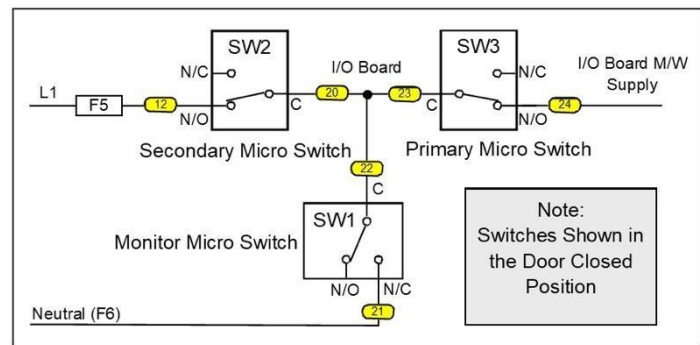 SW2
SW3
I/O Board
I/O Board M/W
Supply
N/C
N/C
L1
F5
12
N/O
C
20
23
C
N/O
24
Secondary Micro Switch
Primary Micro Switch
22
C
SW1
Monitor Micro Switch
N/O
N/C
Neutral (F6)
21
Note:
Switches Shown in
the Door Closed
Position